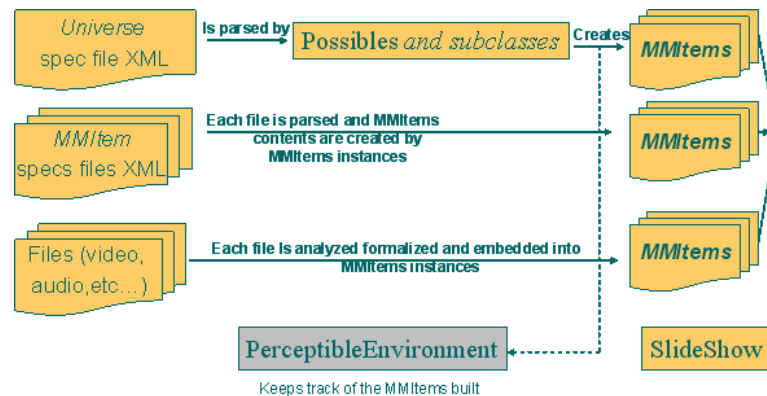 Universe
spec file XML
Is parsed by
Possibles and subclasses
Creates
MMItems
MMItem
specs files XML
Each file is parsed and MMItems
contents are created by
MMItems instances
MMItems
Files (video,
audio,etc…)
Each file Is analyzed formalized and embedded into
MMItems instances
MMItems
PerceptibleEnvironment
SlideShow
Keeps track of the MMItems built